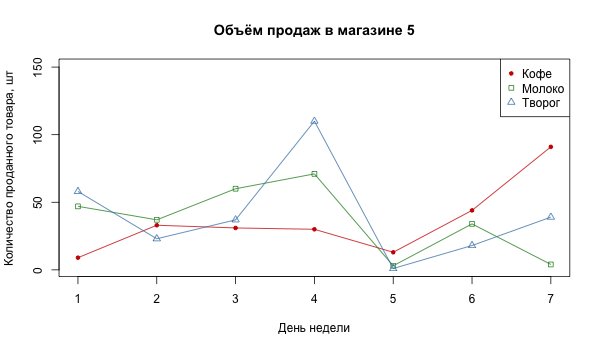 Объём продаж в магазине 5
Количество проданного товара, шт
150
100
50
0
Кофе
Молоко
Творог
1 2 3 4 5 6 7
День недели